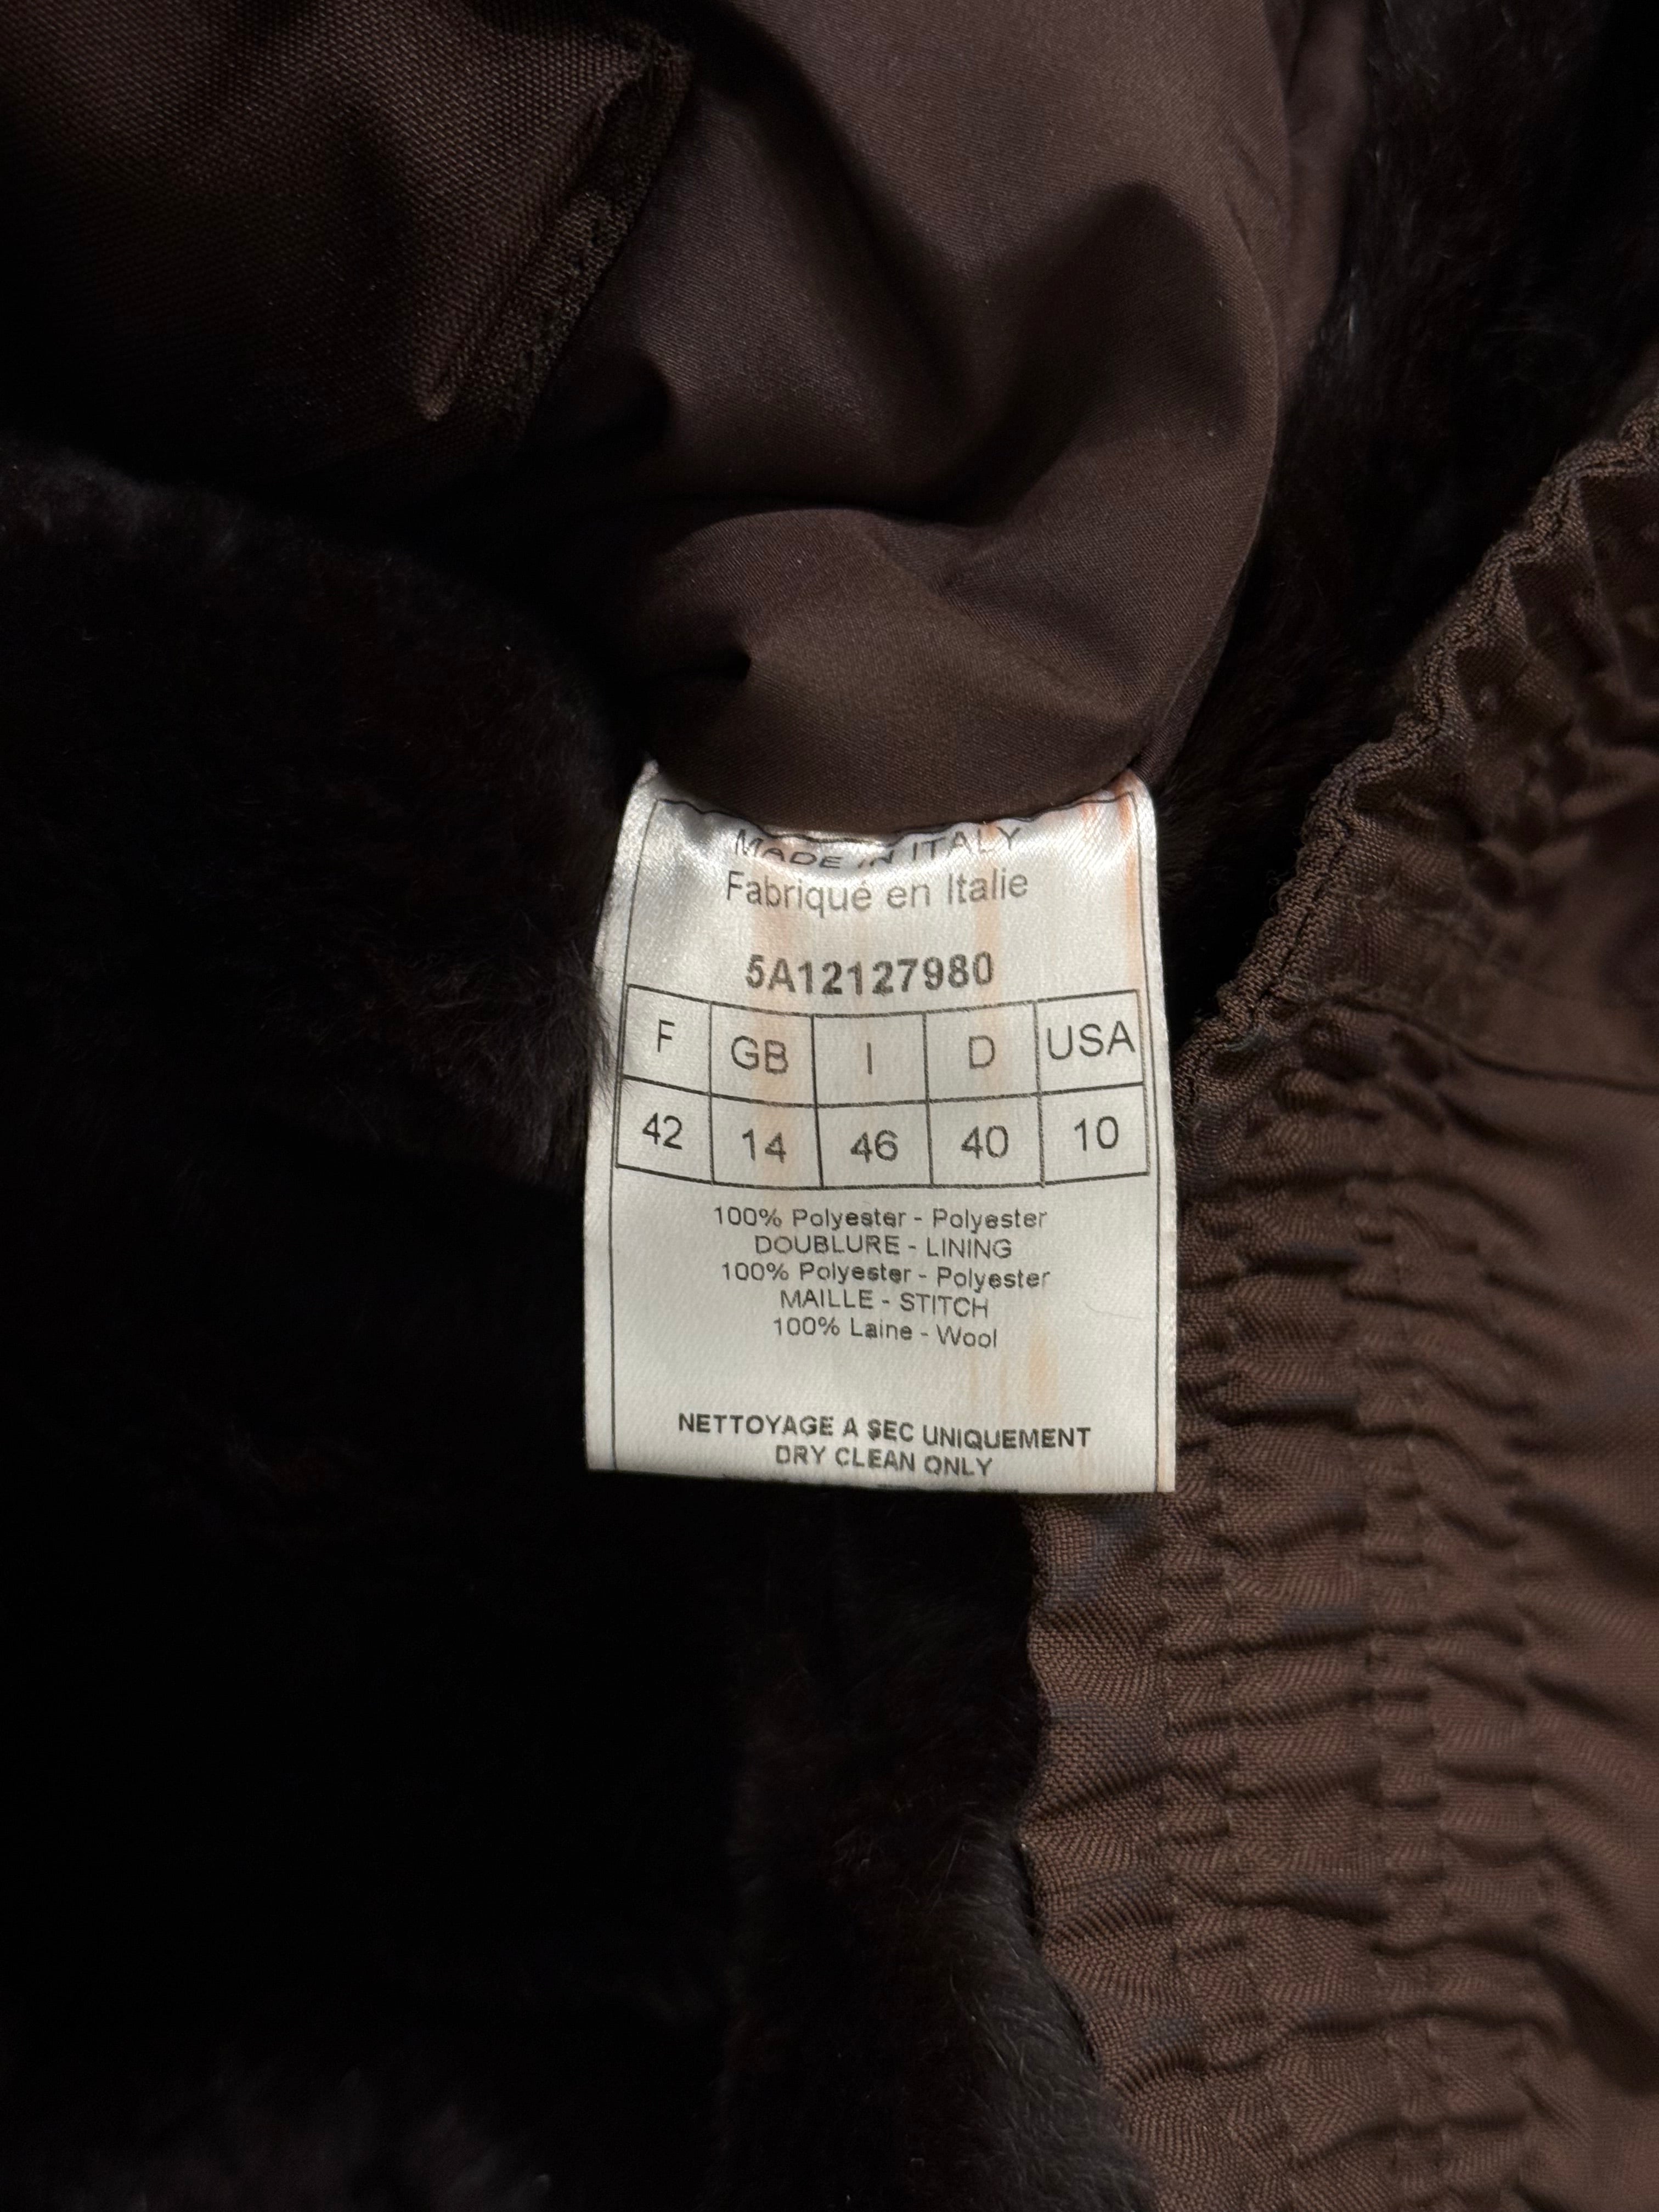 MADE IN ITALY
Fabriqué en Italie
5A12127980
F GB I D USA
42 14 46 40 10
100% Polyester - Polyester
DOUBLURE - LINING
100% Polyester - Polyester
MAILLE - STITCH
100% Laine - Wool
NETTOYAGE A SEC UNIQUEMENT
DRY CLEAN ONLY